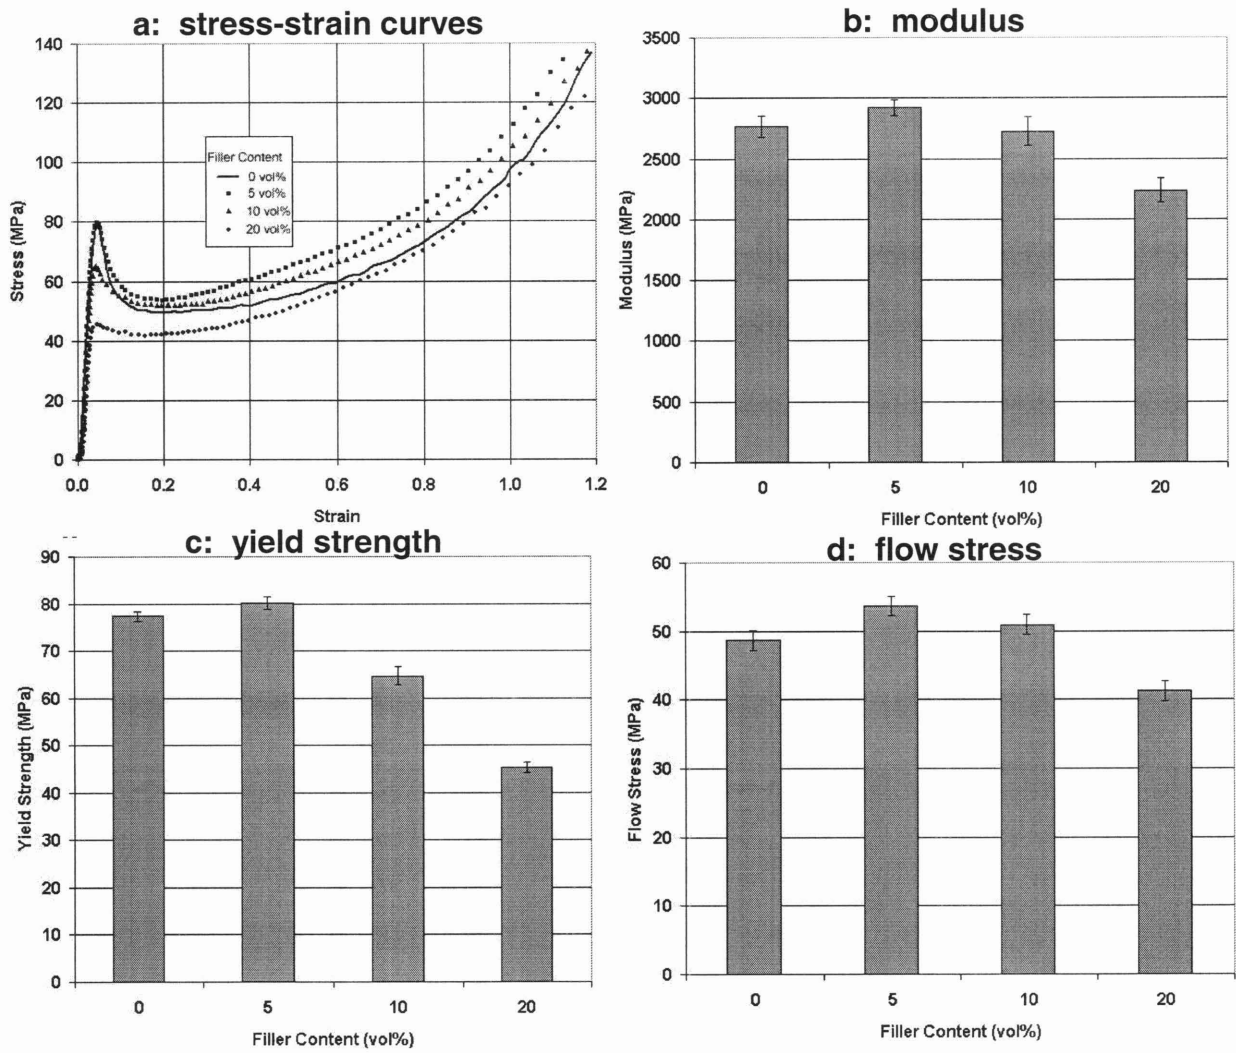 a: stress-strain curves
140
120
100
80
60
40
20
0
Stress (MPa)
Filler Content
0 vol%
5 vol%
10 vol%
20 vol%
0.0 0.2 0.4 0.6 0.8 1.0 1.2
Strain
b: modulus
3500
3000
2500
2000
1500
1000
500
0
Modulus (MPa)
0 5 10 20
Filler Content (vol%)
c: yield strength
90
80
70
60
50
40
30
20
10
0
Yield Strength (MPa)
0 5 10 20
Filler Content (vol%)
d: flow stress
60
50
40
30
20
10
0
Flow Stress (MPa)
0 5 10 20
Filler Content (vol%)